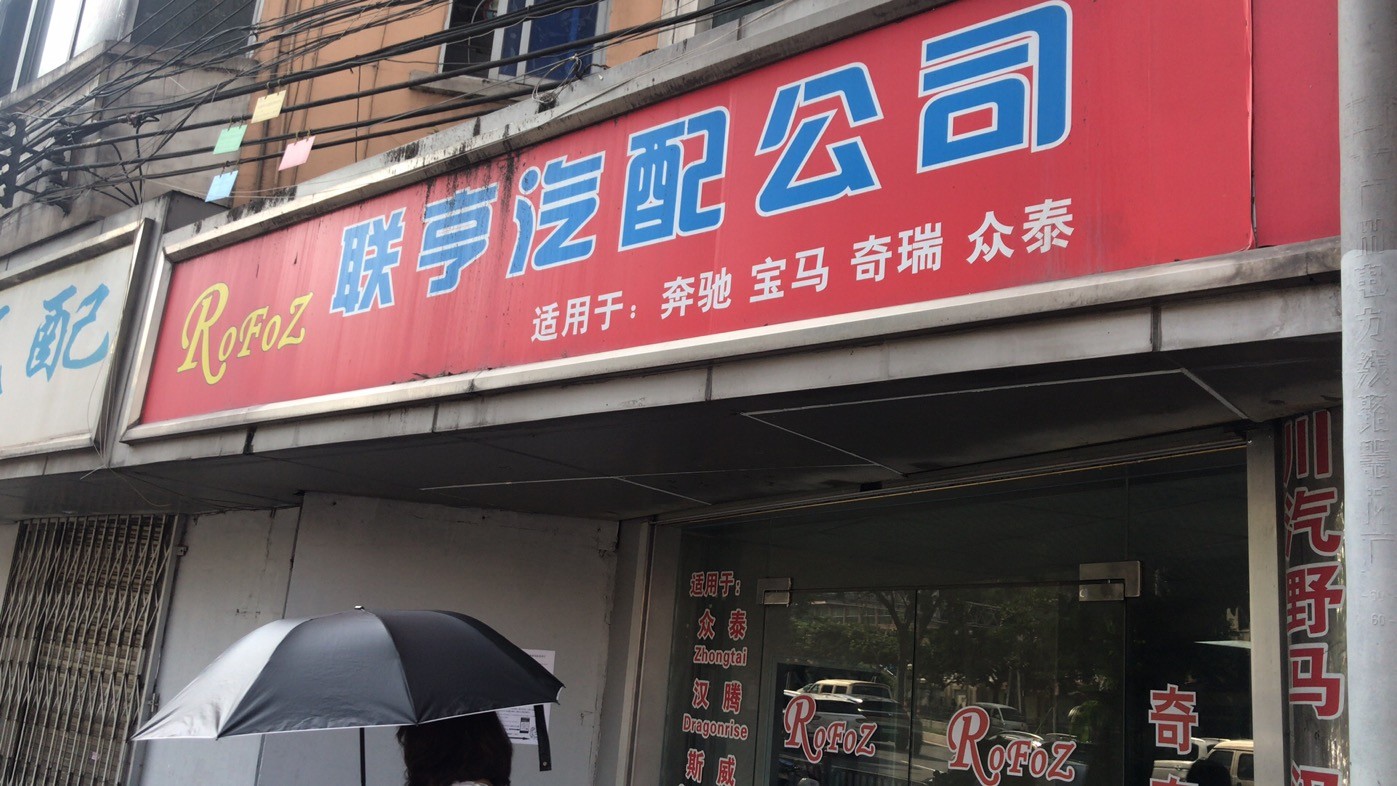 联亨汽配公司
RoFoZ
适用于：奔驰 宝马 奇瑞 众泰
配
适用于：
众泰
Zhongtai
汉腾
Dragonrise
斯威
RoFoZ
RoFoZ
奇
川汽野马